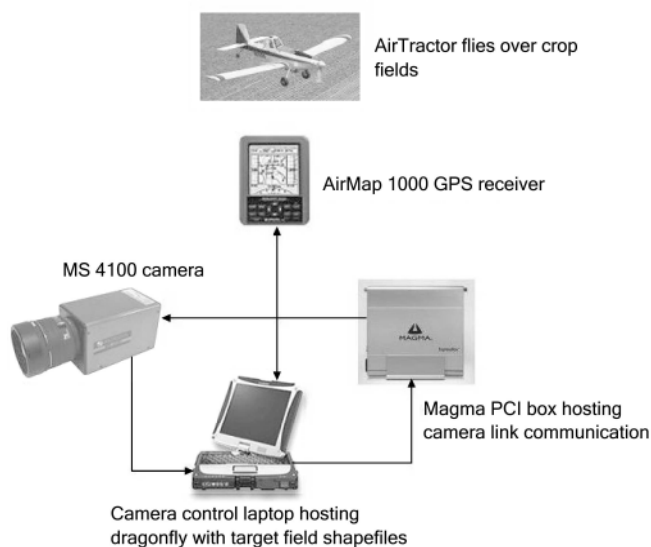 AirTractor flies over crop
fields
AirMap 1000 GPS receiver
MS 4100 camera
MAGMA
Magma PCI box hosting
camera link communication
Camera control laptop hosting
dragonfly with target field shapefiles